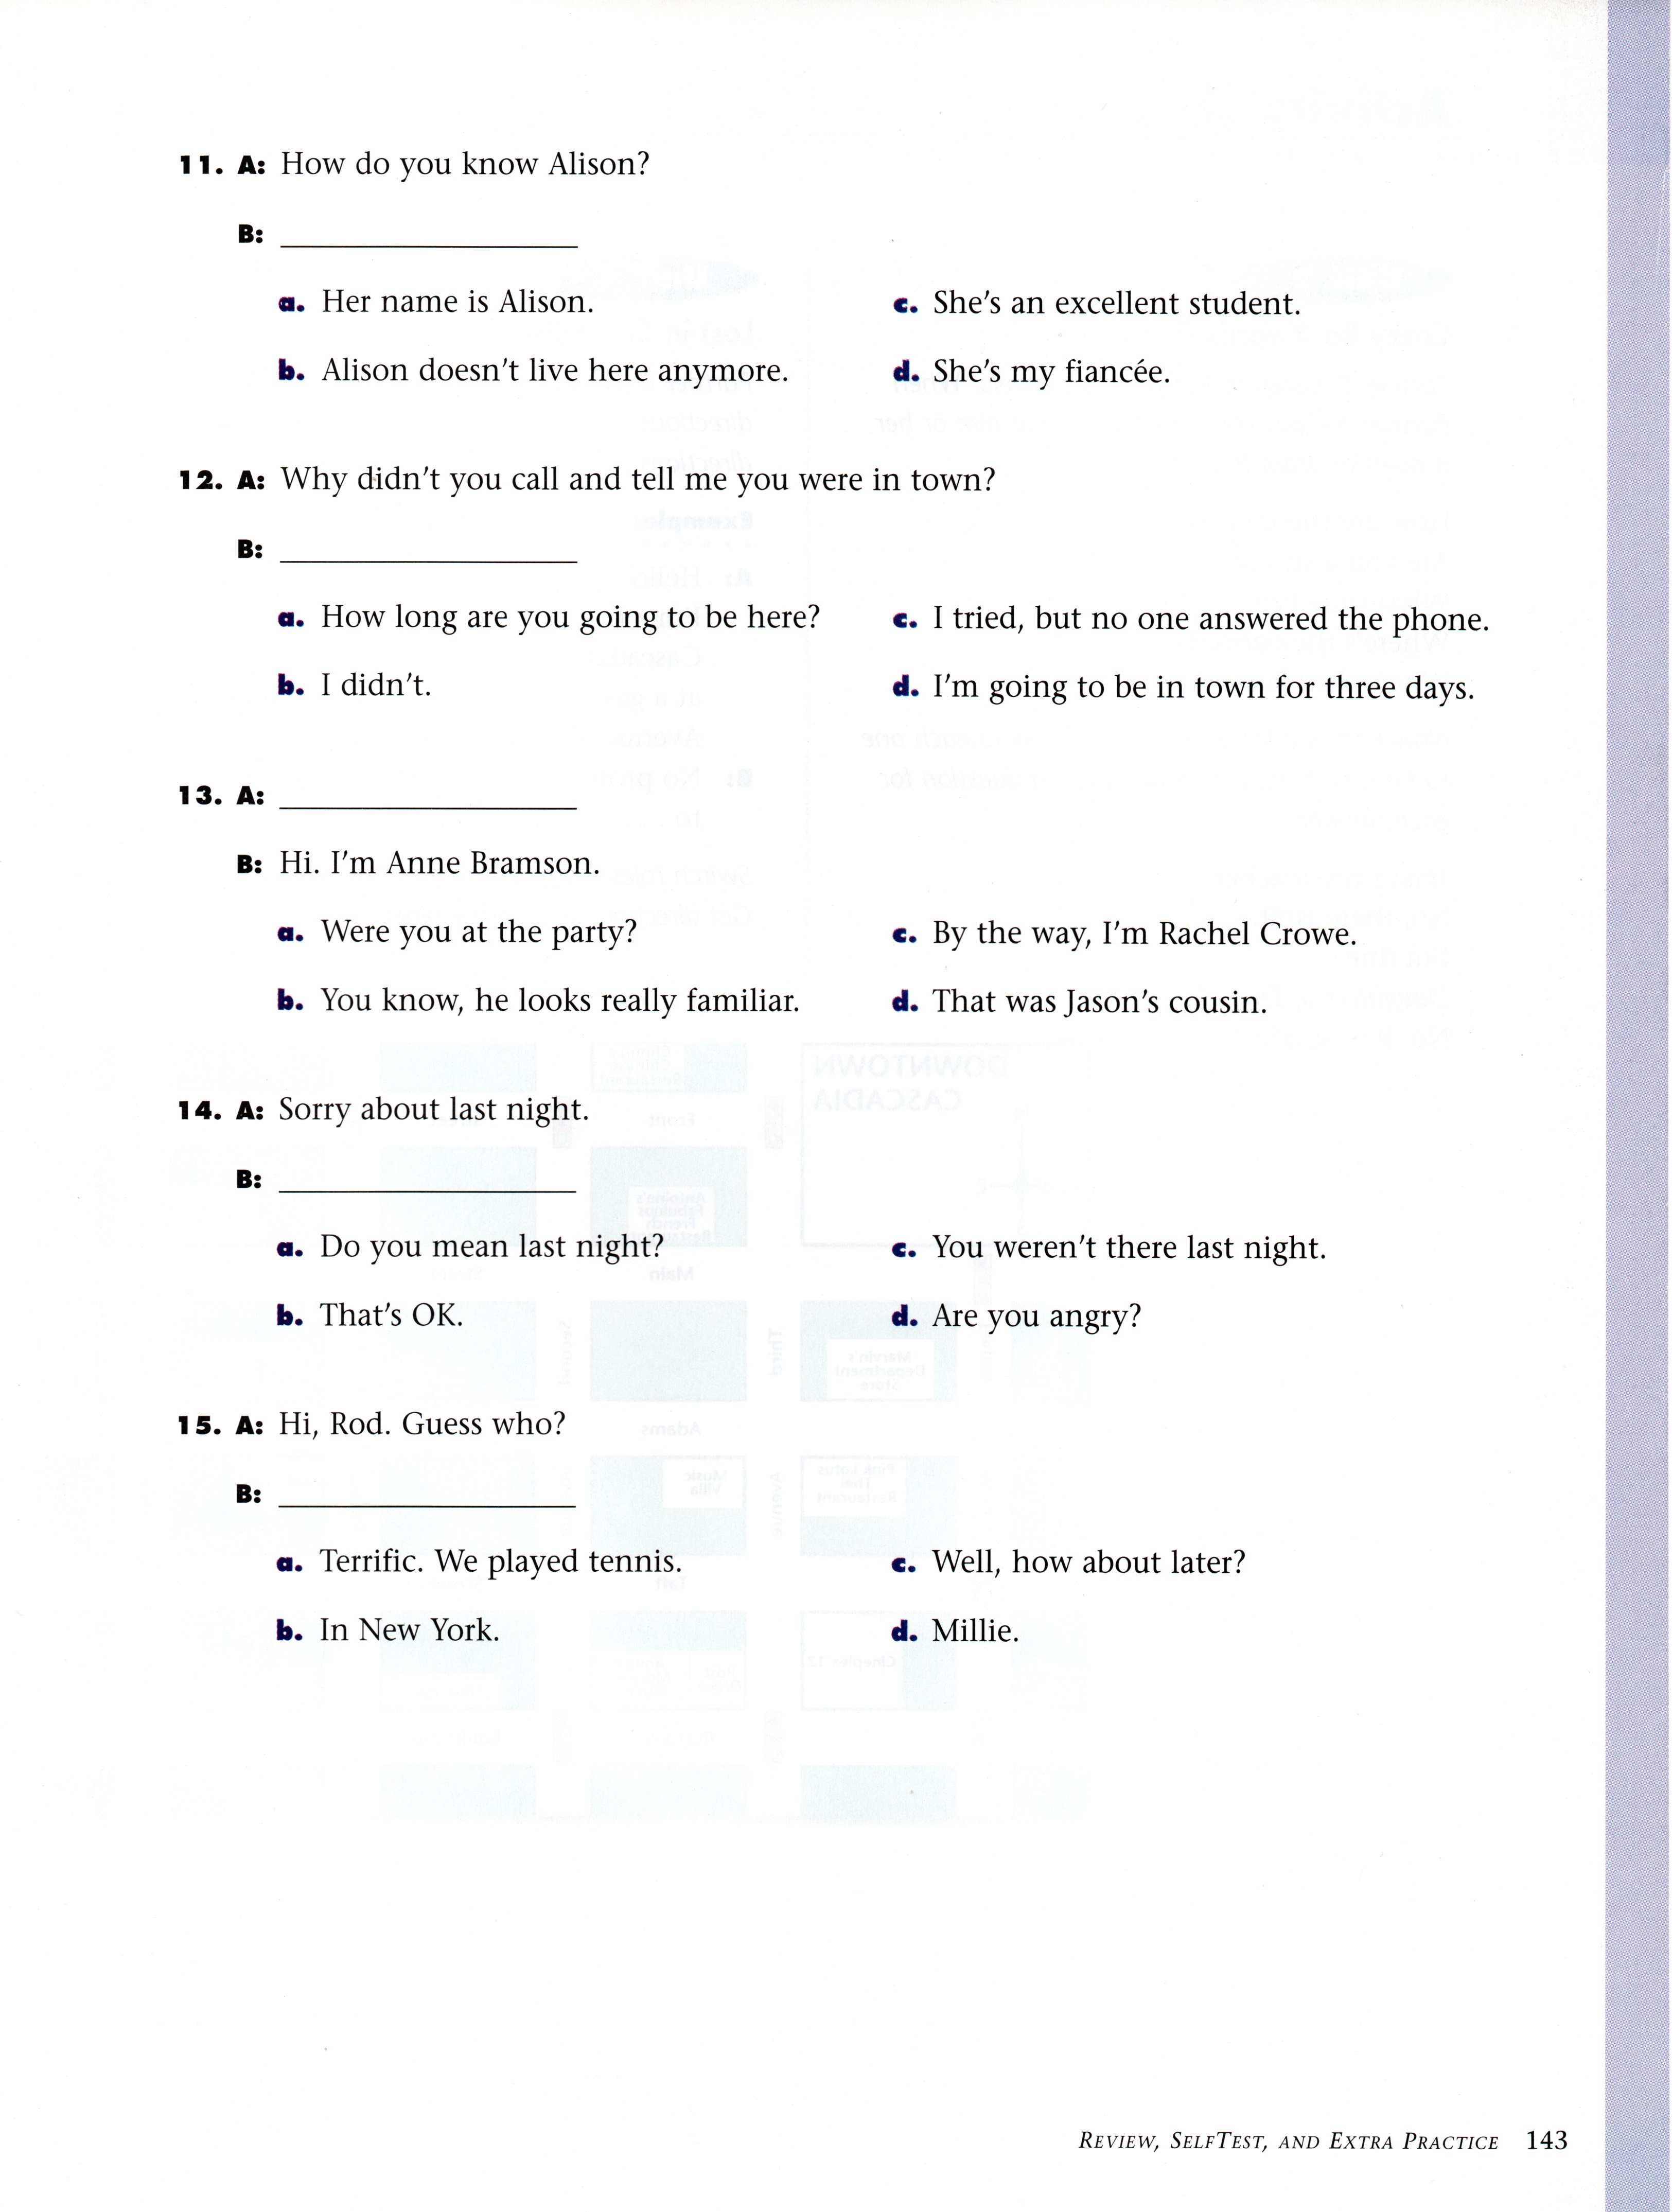 11. A: How do you know Alison?
B: ____________
a. Her name is Alison.
c. She's an excellent student.
b. Alison doesn't live here anymore.
d. She's my fiancée.
12. A: Why didn't you call and tell me you were in town?
B: ____________
a. How long are you going to be here?
c. I tried, but no one answered the phone.
b. I didn't.
d. I'm going to be in town for three days.
13. A: ____________
B: Hi. I'm Anne Bramson.
a. Were you at the party?
c. By the way, I'm Rachel Crowe.
b. You know, he looks really familiar.
d. That was Jason's cousin.
14. A: Sorry about last night.
B: ____________
a. Do you mean last night?
c. You weren't there last night.
b. That's OK.
d. Are you angry?
15. A: Hi, Rod. Guess who?
B: ____________
a. Terrific. We played tennis.
c. Well, how about later?
b. In New York.
d. Millie.
REVIEW, SELFTEST, AND EXTRA PRACTICE 143